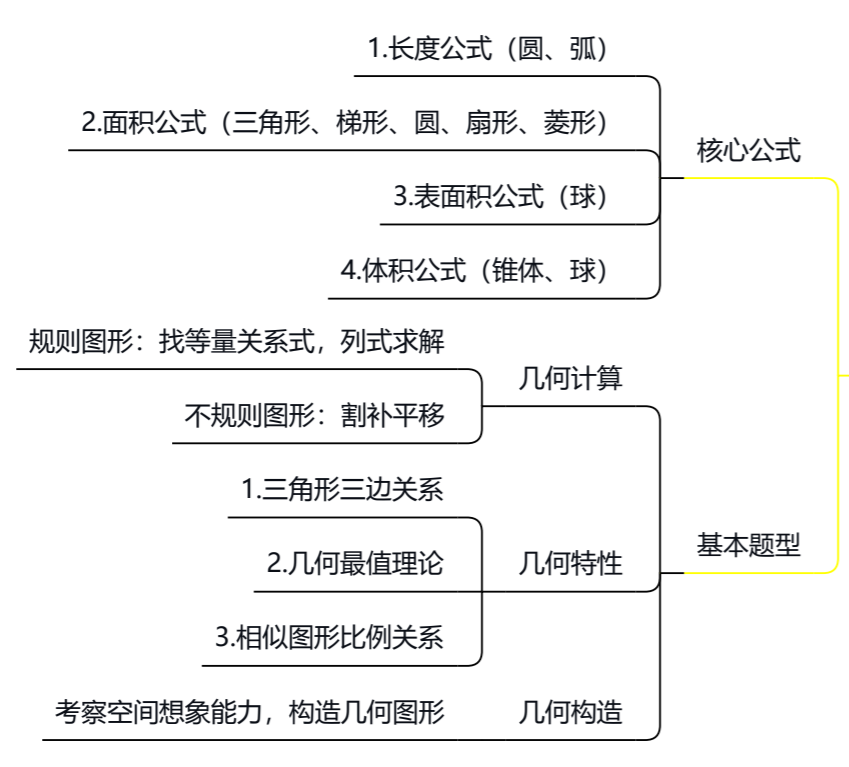 1.长度公式（圆、弧）
2.面积公式（三角形、梯形、圆、扇形、菱形）
核心公式
3.表面积公式（球）
4.体积公式（锥体、球）
规则图形：找等量关系式，列式求解
几何计算
不规则图形：割补平移
1.三角形三边关系
基本题型
2.几何最值理论
几何特性
3.相似图形比例关系
考察空间想象能力，构造几何图形
几何构造